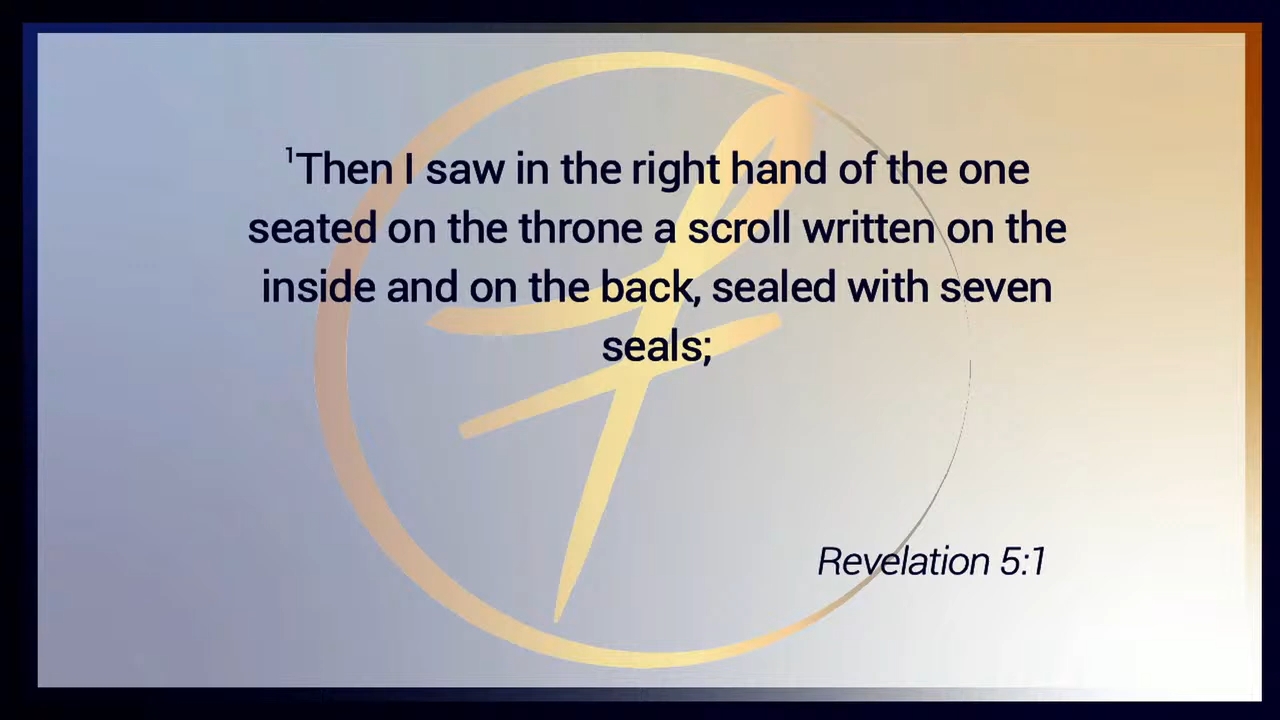 ¹Then I saw in the right hand of the one
seated on the throne a scroll written on the
inside and on the back, sealed with seven
seals;
Revelation 5:1